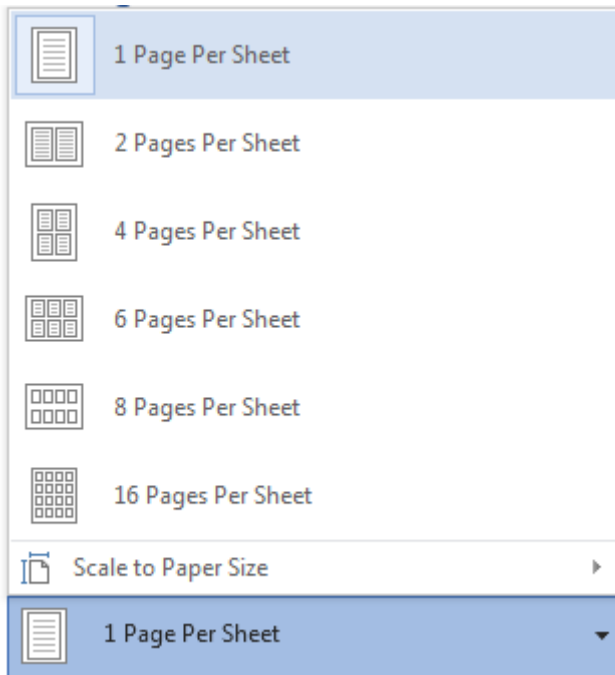 1 Page Per Sheet
2 Pages Per Sheet
4 Pages Per Sheet
6 Pages Per Sheet
8 Pages Per Sheet
16 Pages Per Sheet
Scale to Paper Size
1 Page Per Sheet